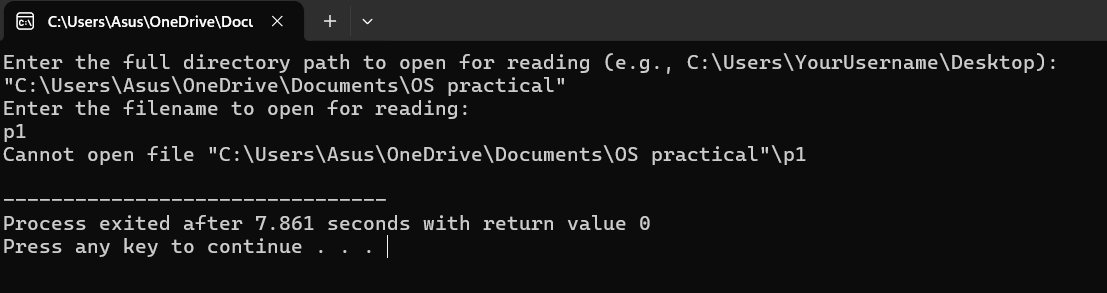 C:\Users\Asus\OneDrive\Docu
Enter the full directory path to open for reading (e.g., C:\Users\YourUsername\Desktop):
"C:\Users\Asus\OneDrive\Documents\OS practical"
Enter the filename to open for reading:
p1
Cannot open file "C:\Users\Asus\OneDrive\Documents\OS practical"\p1
--------------------------------
Process exited after 7.861 seconds with return value 0
Press any key to continue . . .